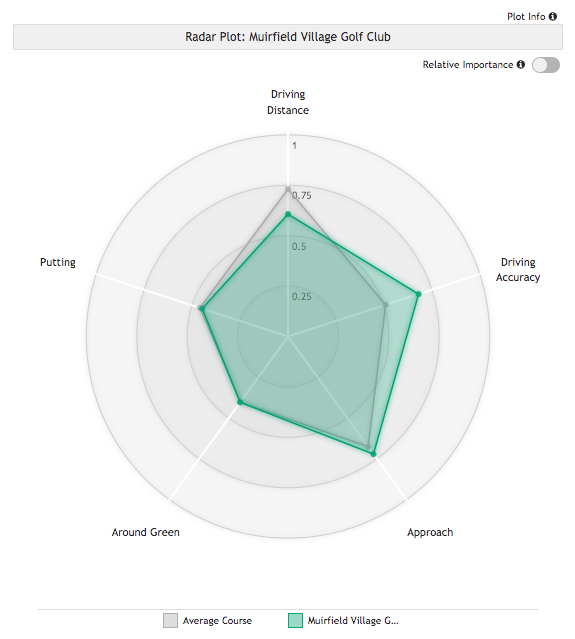 Plot Info
Radar Plot: Muirfield Village Golf Club
Relative Importance
Driving
Distance
1
0.75
0.5
0.25
Putting
Driving
Accuracy
Around Green
Approach
Average Course
Muirfield Village G...